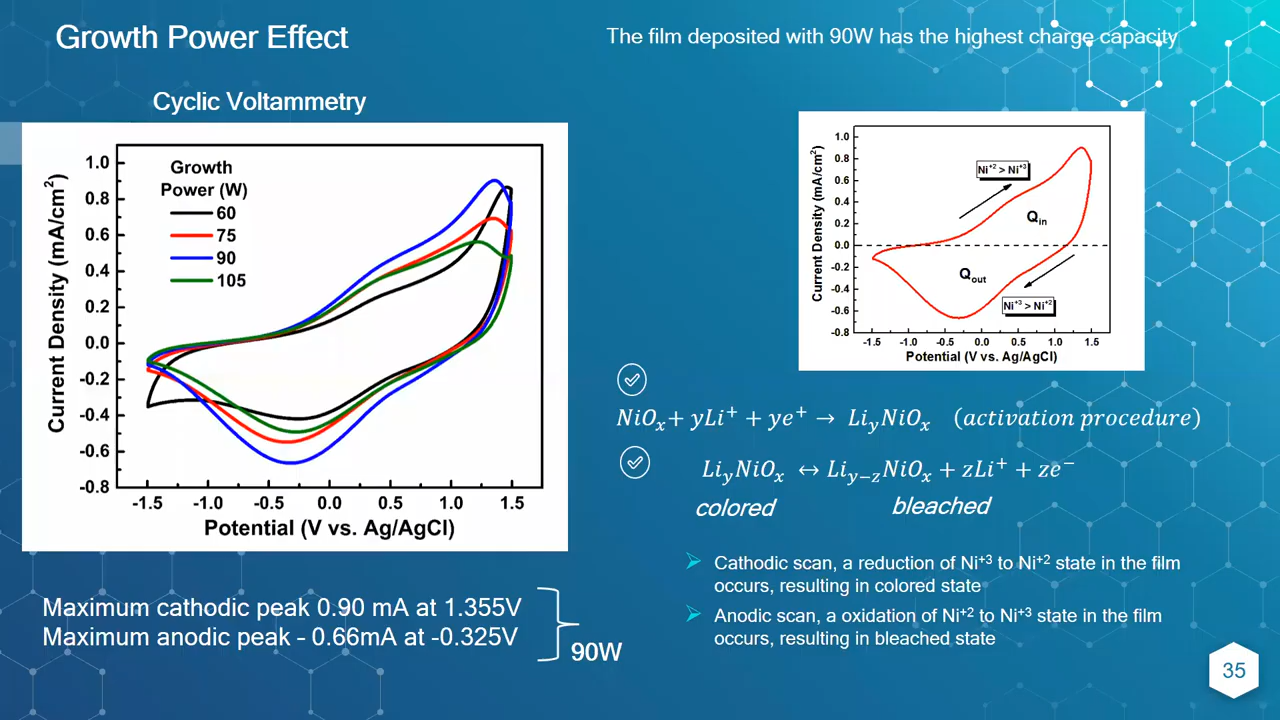 Growth Power Effect
The film deposited with 90W has the highest charge capacity
Cyclic Voltammetry
Current Density (mA/cm²)
1.0
0.8
0.6
0.4
0.2
0.0
-0.2
-0.4
-0.6
-0.8
Growth
Power (W)
60
75
90
105
-1.5 -1.0 -0.5 0.0 0.5 1.0 1.5
Potential (V vs. Ag/AgCl)
Current Density (mA/cm²)
1.0
0.8
0.6
0.4
0.2
0.0
-0.2
-0.4
-0.6
-0.8
Ni⁺² > Ni⁺³
Qin
Qout
Ni⁺³ > Ni⁺²
-1.5 -1.0 -0.5 0.0 0.5 1.0 1.5
Potential (V vs. Ag/AgCl)
NiOₓ + yLi⁺ + ye⁺ → LiyNiOₓ (activation procedure)
LiyNiOₓ ↔ Liy−zNiOₓ + zLi⁺ + ze⁻
colored bleached
Cathodic scan, a reduction of Ni⁺³ to Ni⁺² state in the film
occurs, resulting in colored state
Anodic scan, a oxidation of Ni⁺² to Ni⁺³ state in the film
occurs, resulting in bleached state
Maximum cathodic peak 0.90 mA at 1.355V
Maximum anodic peak - 0.66mA at -0.325V
90W
35